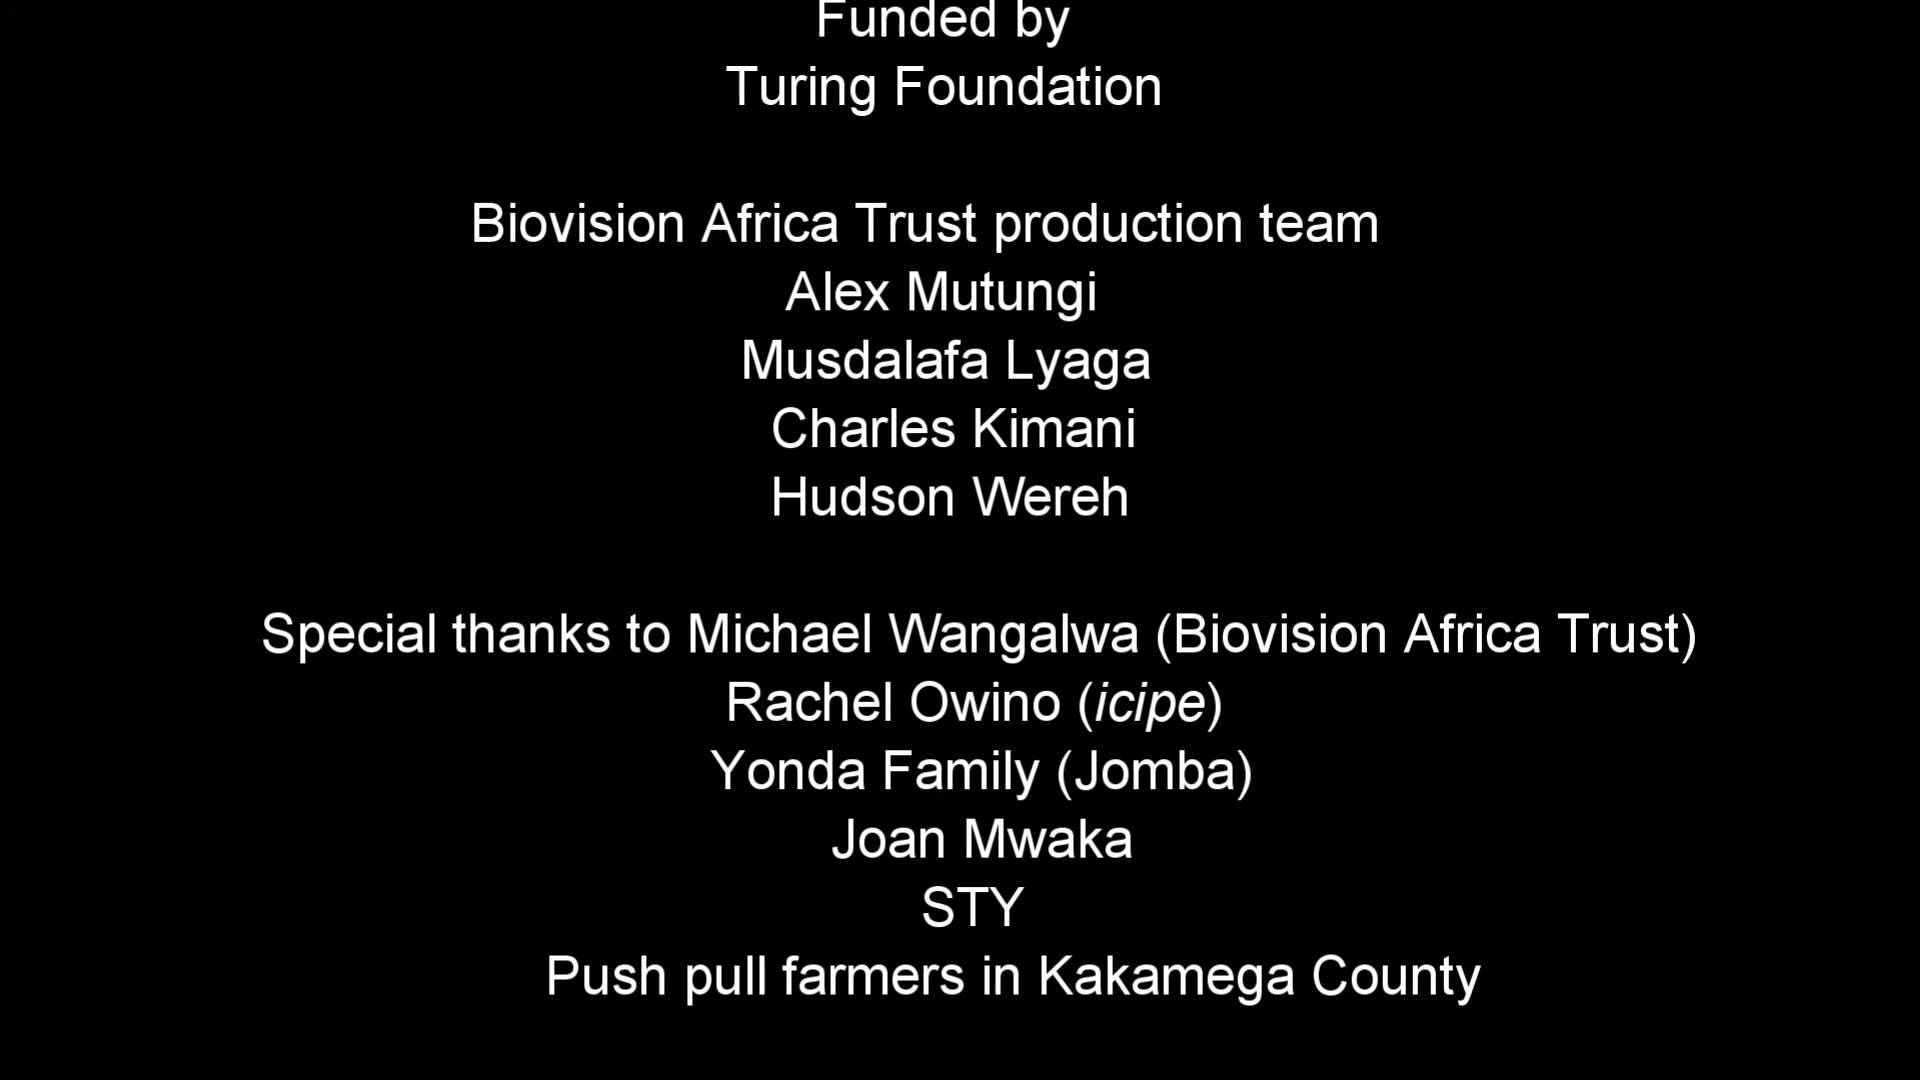 Funded by
Turing Foundation
Biovision Africa Trust production team
Alex Mutungi
Musdalafa Lyaga
Charles Kimani
Hudson Wereh
Special thanks to Michael Wangalwa (Biovision Africa Trust)
Rachel Owino (icipe)
Yonda Family (Jomba)
Joan Mwaka
STY
Push pull farmers in Kakamega County